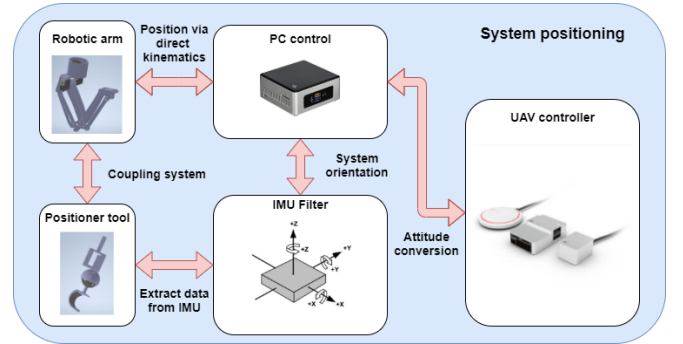 System positioning
Robotic arm
Position via
direct
kinematics
PC control
UAV controller
Coupling system
System
orientation
Positioner tool
IMU Filter
Attitude
conversion
Extract data
from IMU
+Z
+Z
+Y
+Y
+X
+X